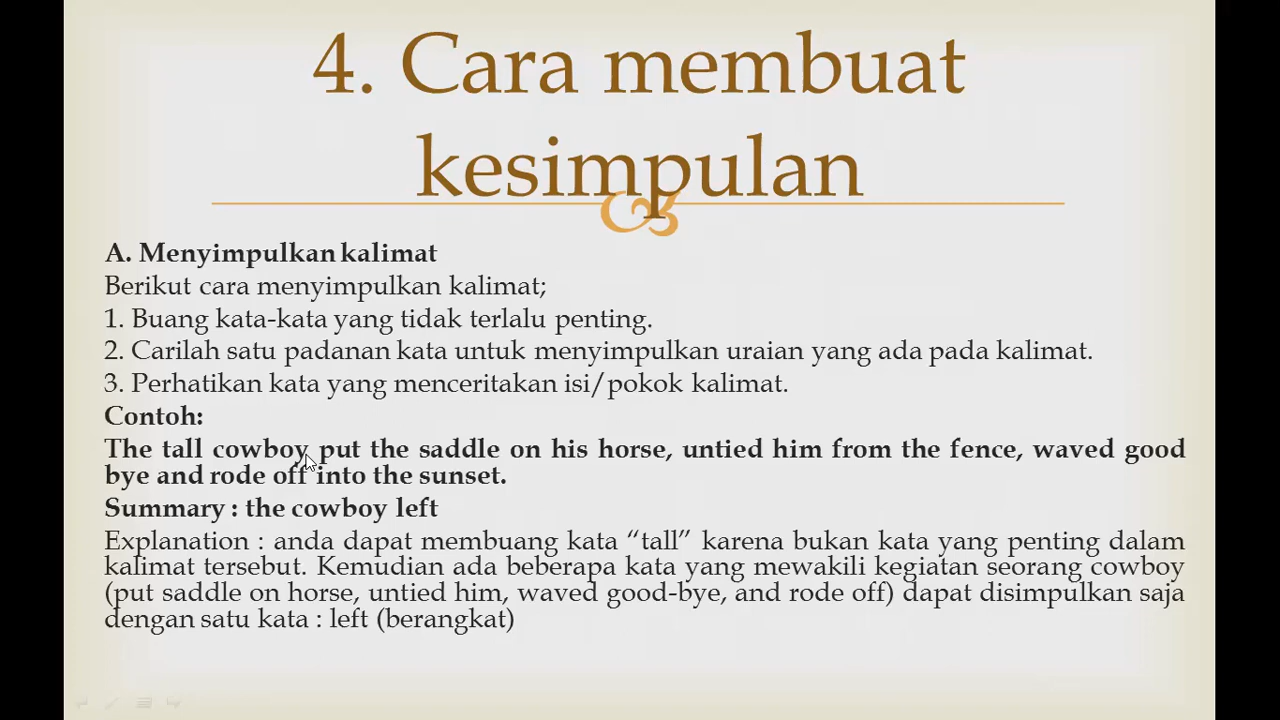 4. Cara membuat
kesimpulan
A. Menyimpulkan kalimat
Berikut cara menyimpulkan kalimat;
1. Buang kata-kata yang tidak terlalu penting.
2. Carilah satu padanan kata untuk menyimpulkan uraian yang ada pada kalimat.
3. Perhatikan kata yang menceritakan isi/pokok kalimat.
Contoh:
The tall cowboy put the saddle on his horse, untied him from the fence, waved good
bye and rode off into the sunset.
Summary : the cowboy left
Explanation : anda dapat membuang kata “tall” karena bukan kata yang penting dalam
kalimat tersebut. Kemudian ada beberapa kata yang mewakili kegiatan seorang cowboy
(put saddle on horse, untied him, waved good-bye, and rode off) dapat disimpulkan saja
dengan satu kata : left (berangkat)